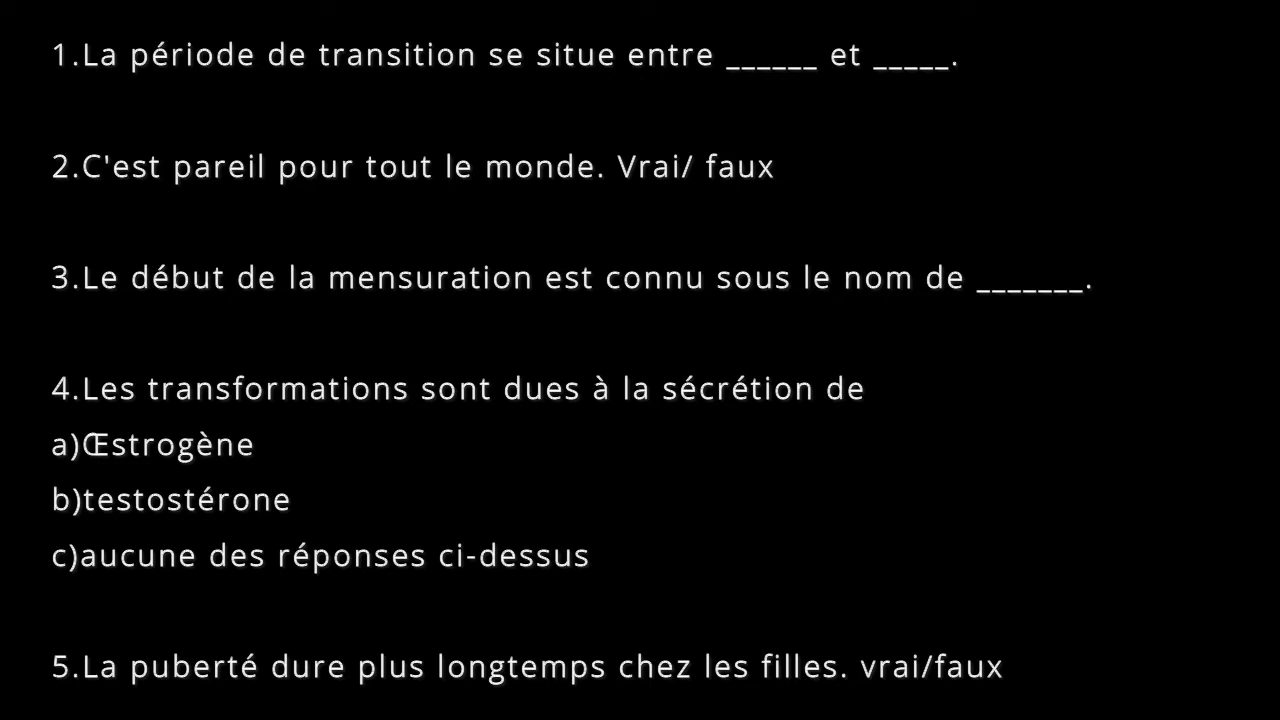 1.La période de transition se situe entre ______ et _____.
2.C'est pareil pour tout le monde. Vrai/ faux
3.Le début de la mensuration est connu sous le nom de _______.
4.Les transformations sont dues à la sécrétion de
a)Œstrogène
b)testostérone
c)aucune des réponses ci-dessus
5.La puberté dure plus longtemps chez les filles. vrai/faux